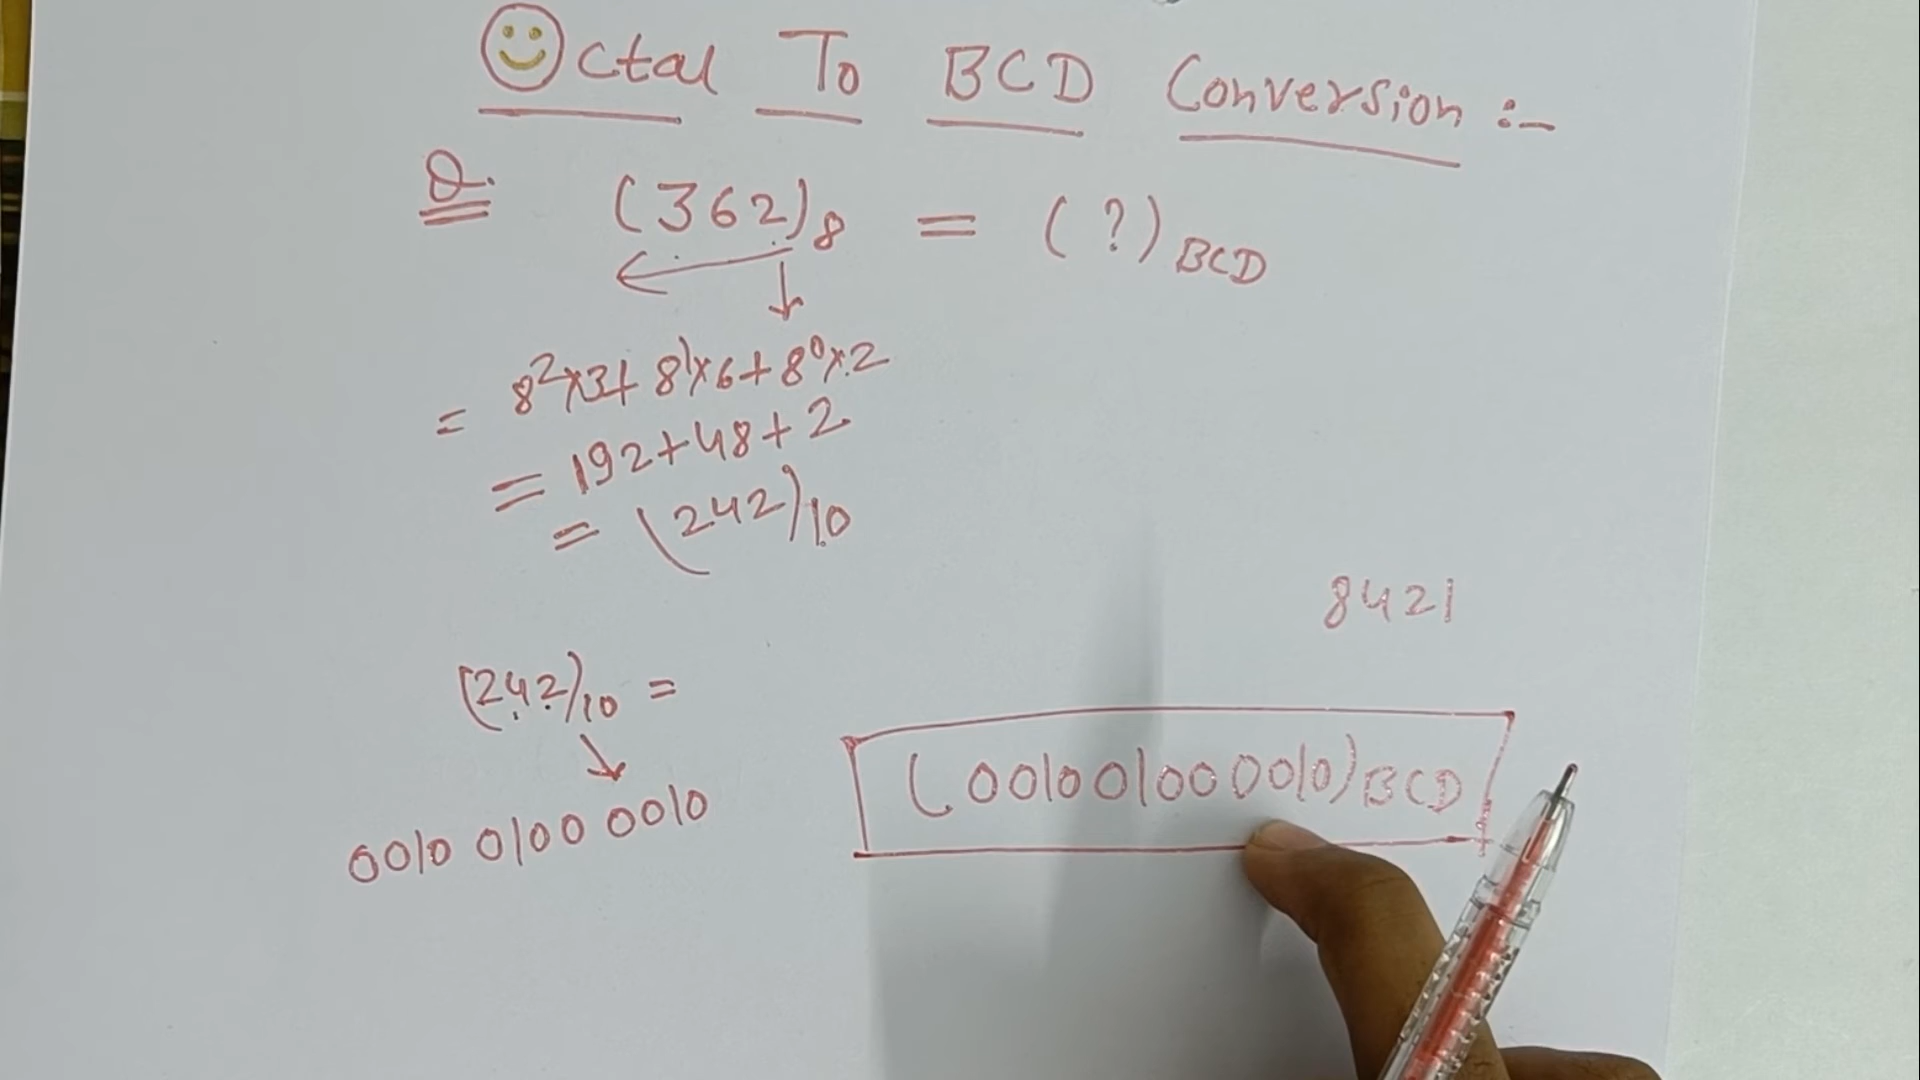 Octal To BCD Conversion :-
Q. (362)₈ = (?)BCD
= 8²×3+8¹×6+8⁰×2
= 192+48+2
= (242)10
8421
(242)10 =
0010 0100 0010
(001001000010)BCD